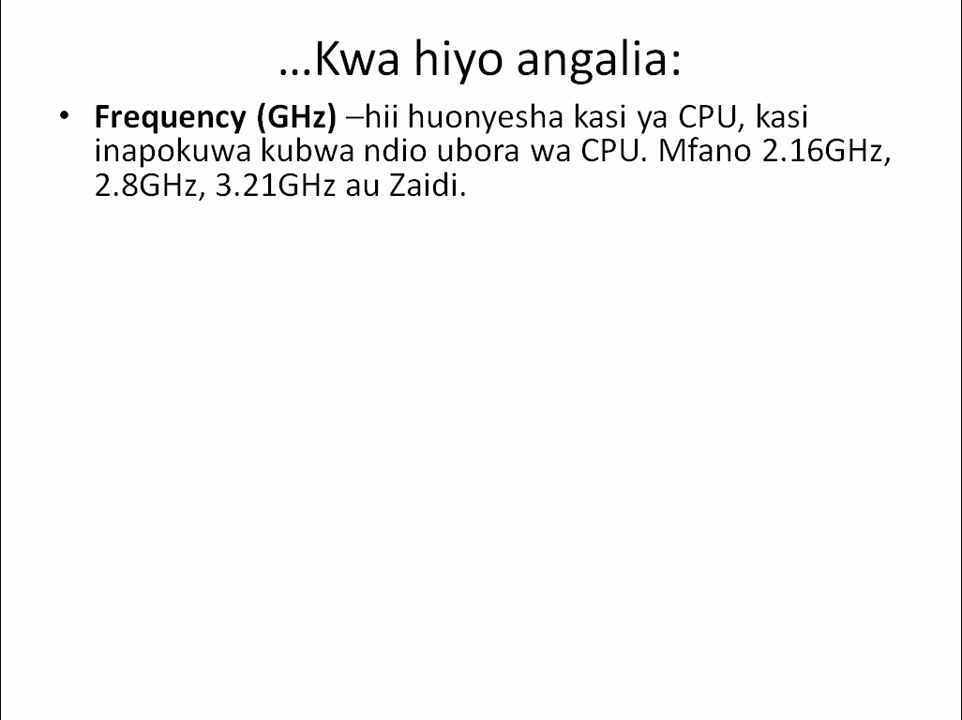 ...Kwa hiyo angalia:
• Frequency (GHz) –hii huonyesha kasi ya CPU, kasi
inapokuwa kubwa ndio ubora wa CPU. Mfano 2.16GHz,
2.8GHz, 3.21GHz au Zaidi.